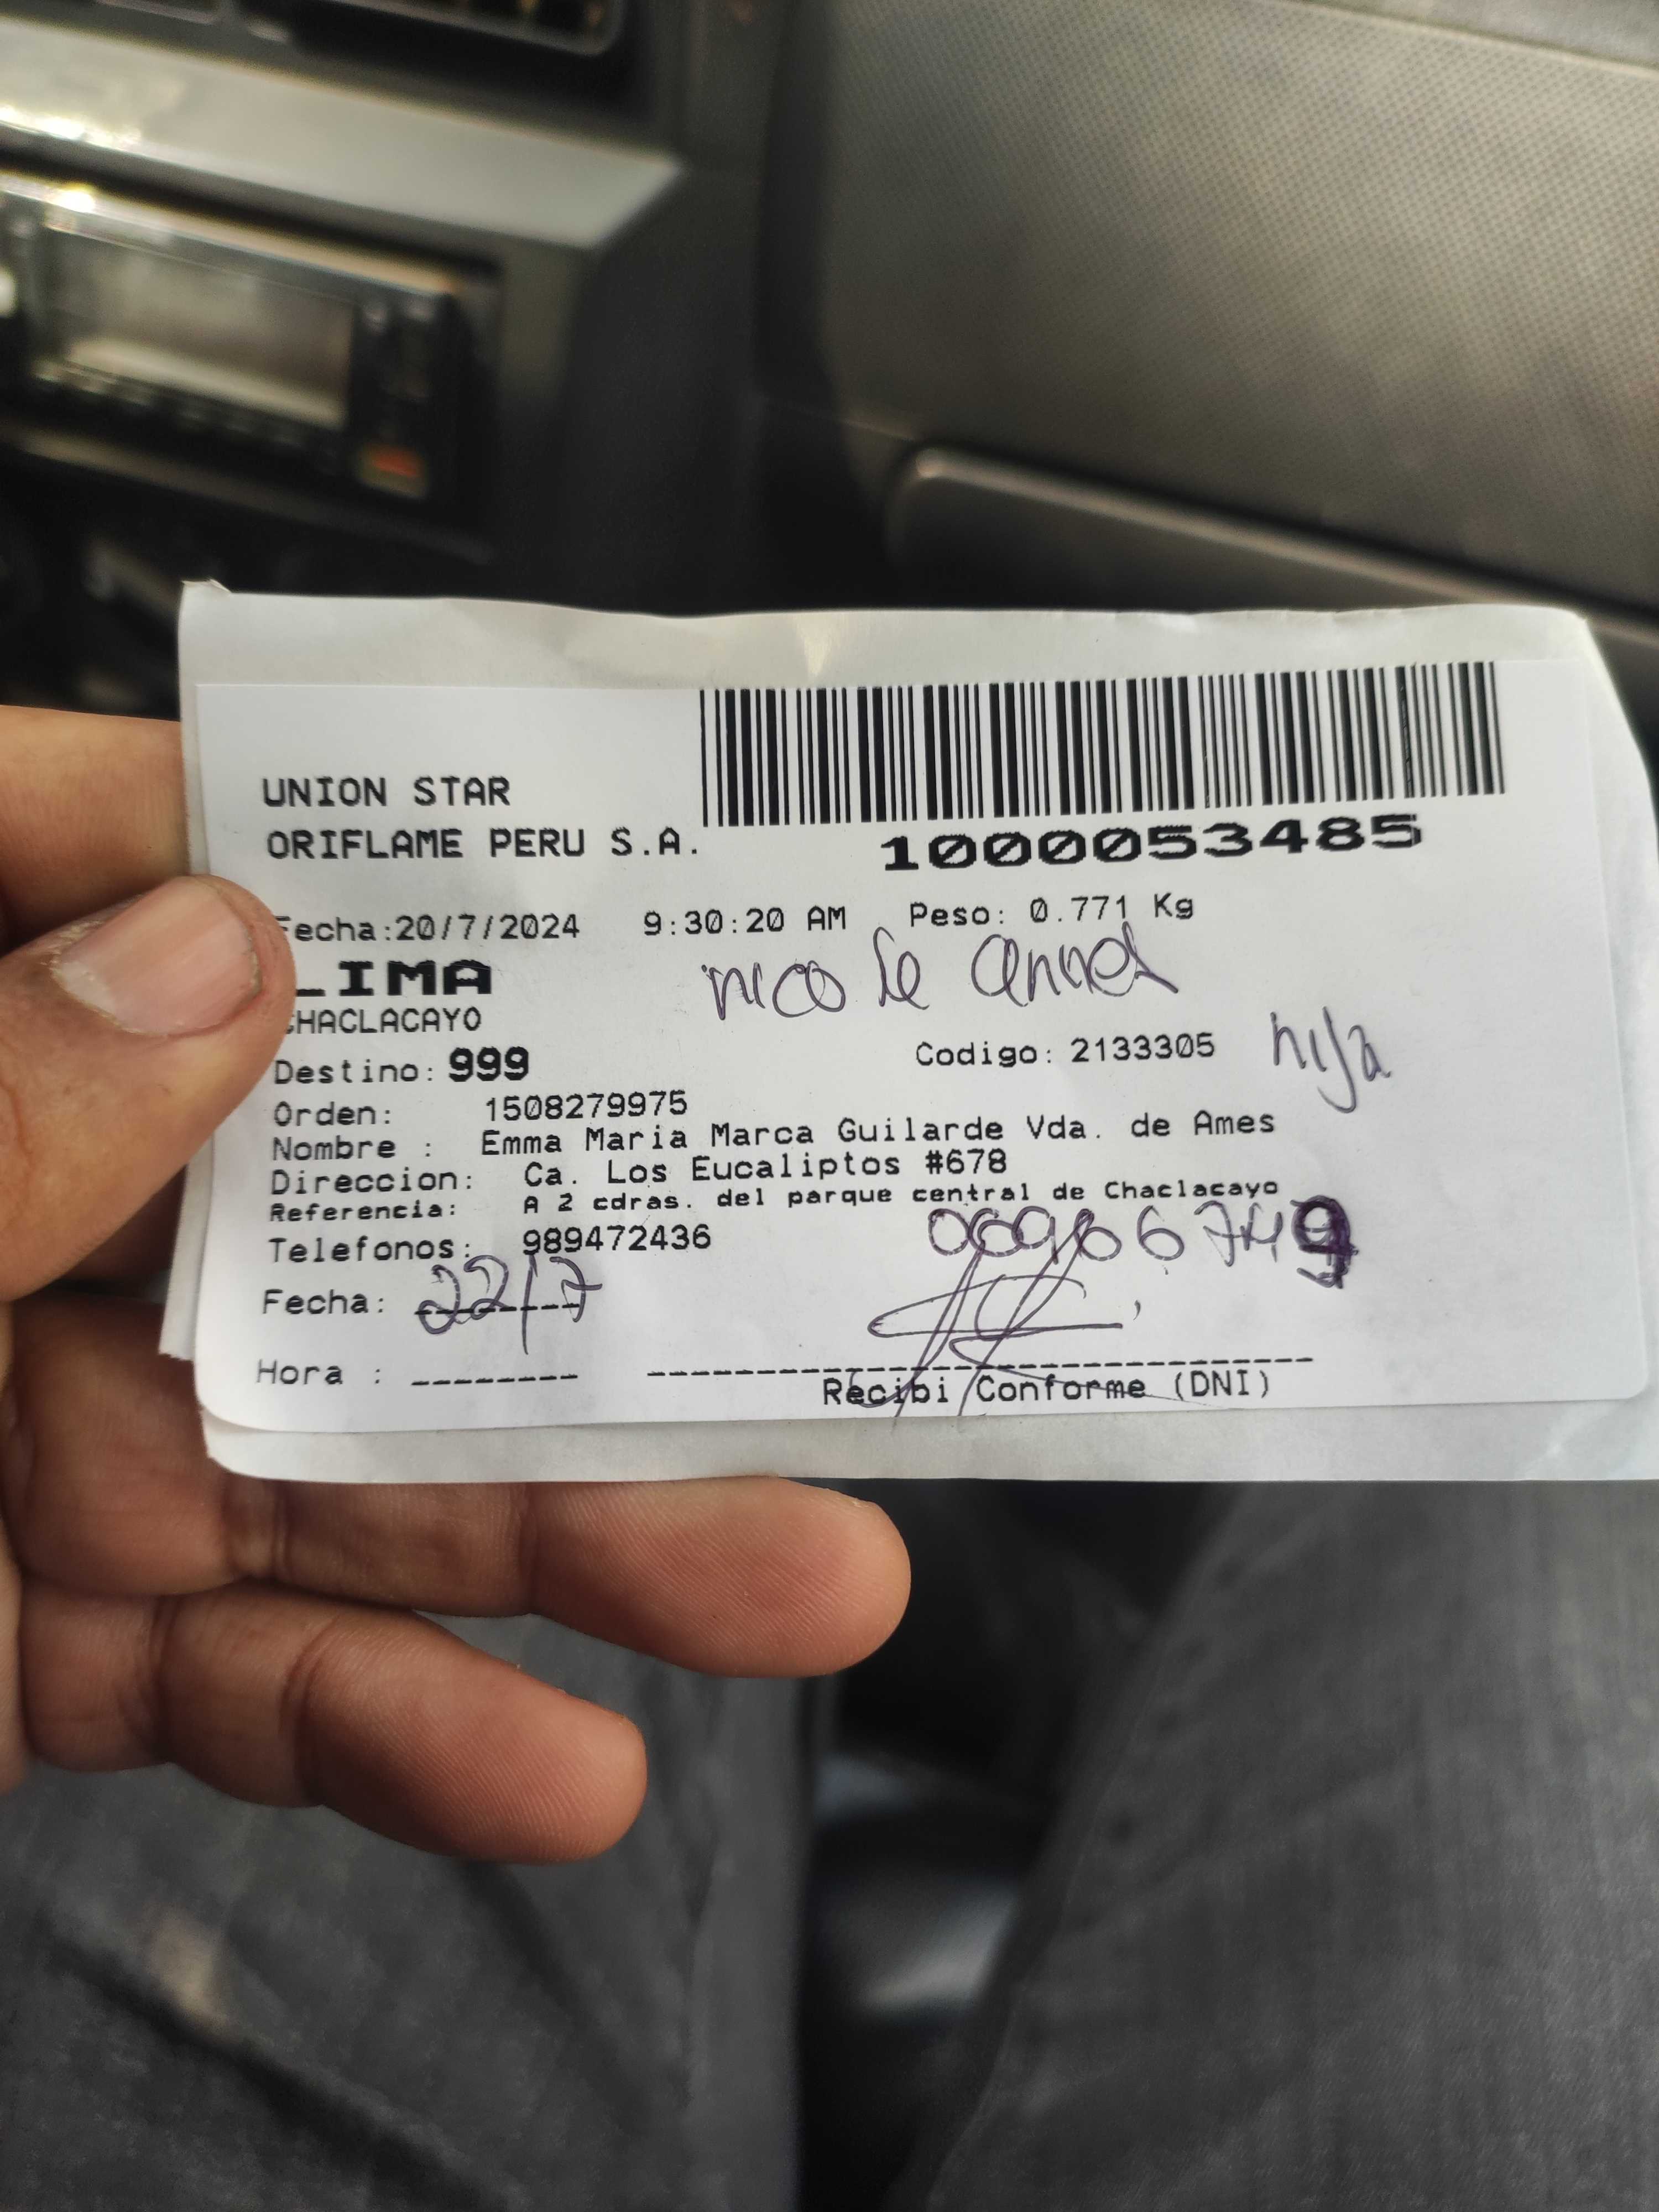 UNION STAR
ORIFLAME PERU S.A.
1000053485
Fecha:20/7/2024 9:30:20 AM Peso: 0.771 Kg
LIMA
nicole
CHACLACAYO
Destino: 999
Codigo: 2133305 hija
Orden: 1508279975
Nombre : Emma Maria Marca Guilarde Vda. de Ames
Direccion: Ca. Los Eucaliptos #678
Referencia: A 2 cdras. del parque central de Chaclacayo
Telefonos: 989472436
Fecha: 22/7
Hora : --------
Recibi Conforme (DNI)